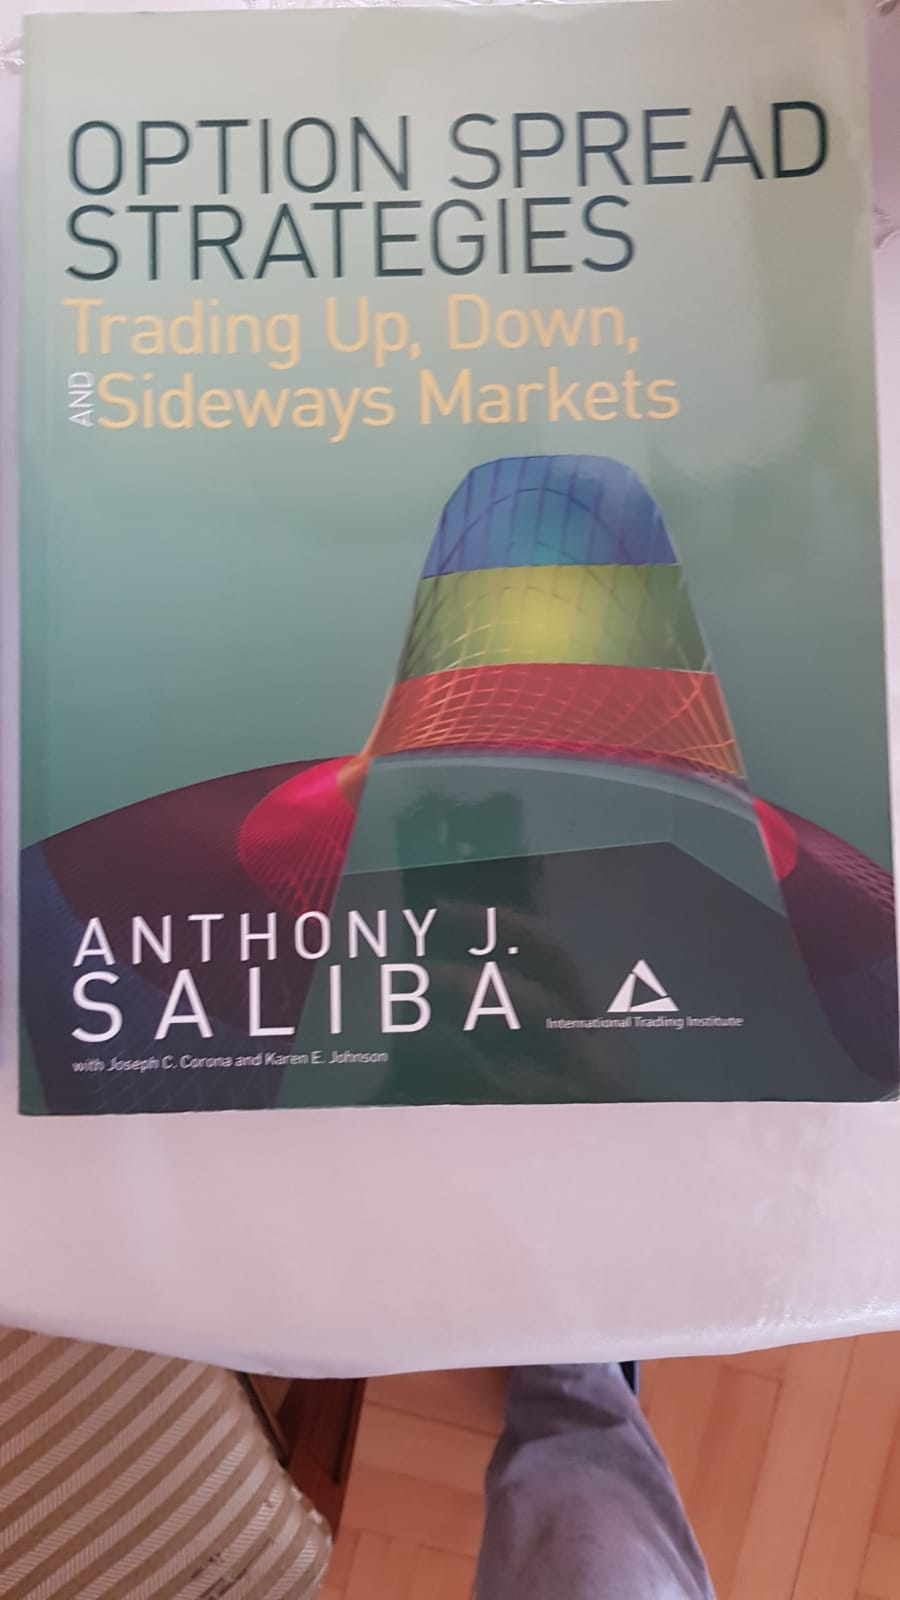 OPTION SPREAD
STRATEGIES
Trading Up, Down,
AND Sideways Markets
ANTHONY J.
SALIBA
International Trading Institute
with Joseph C. Corona and Karen E. Johnson